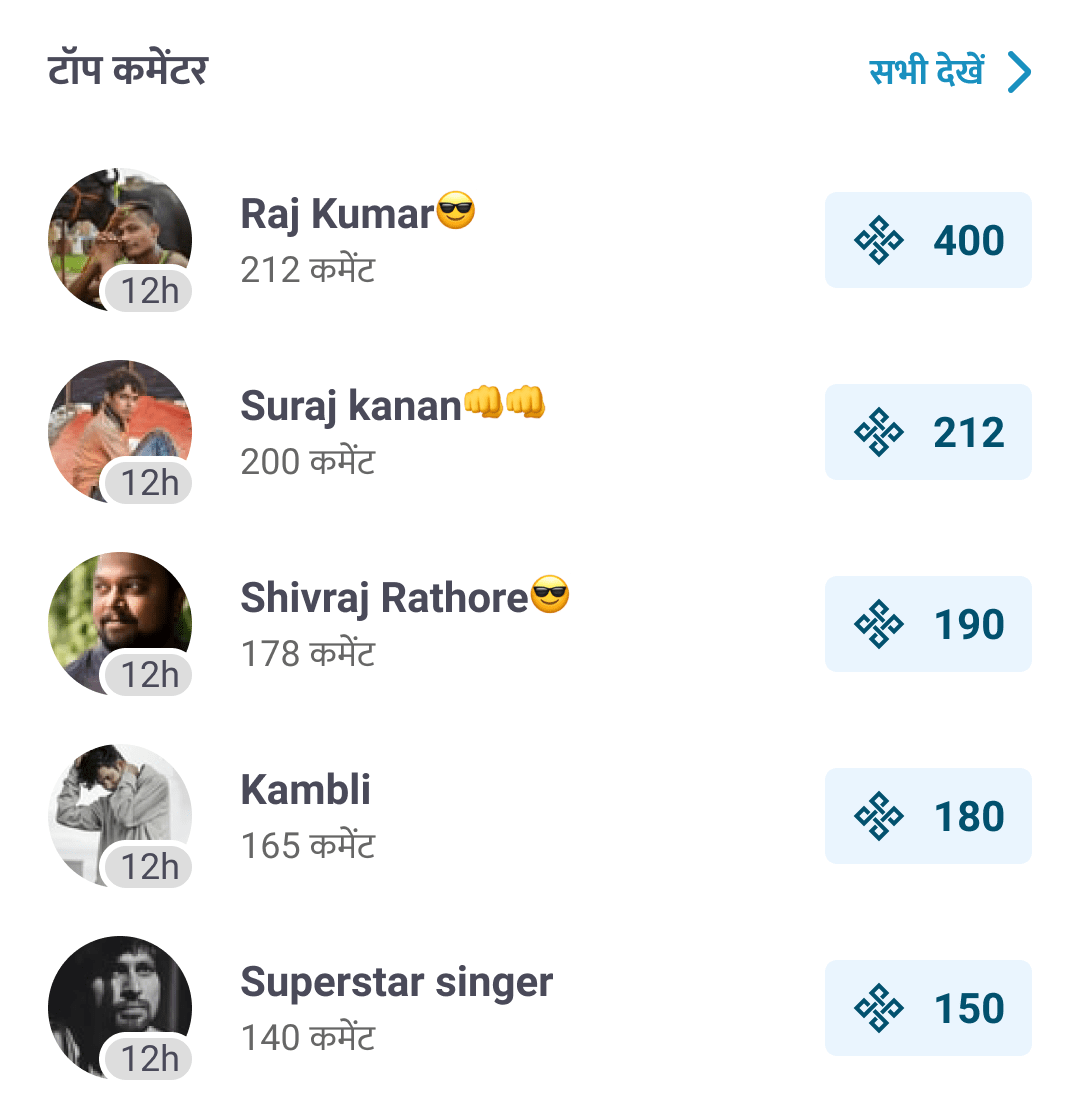 टॉप कमेंटर
सभी देखें
Raj Kumar😎
212 कमेंट
12h
400
Suraj kanan👊👊
200 कमेंट
12h
212
Shivraj Rathore😎
178 कमेंट
12h
190
Kambli
165 कमेंट
12h
180
Superstar singer
140 कमेंट
12h
150